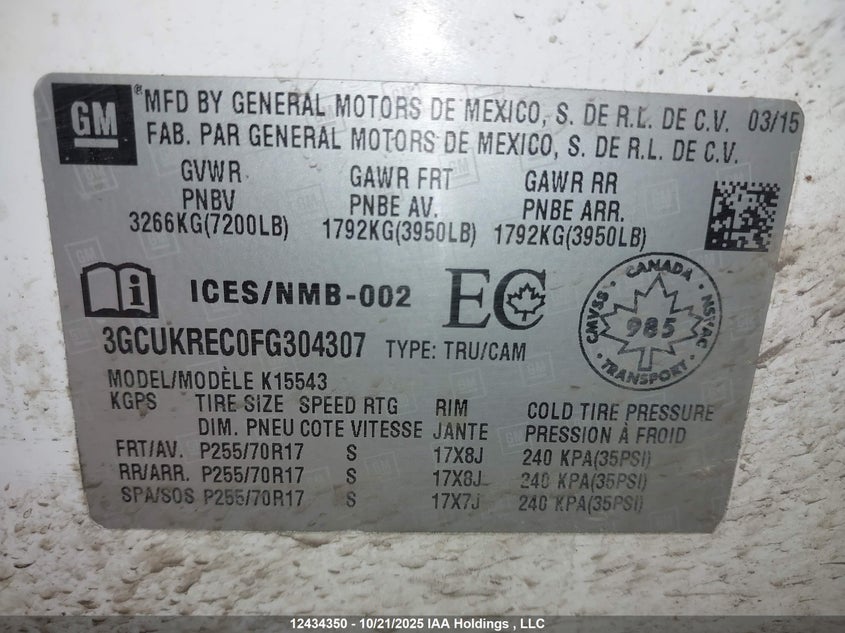 GM
® MFD BY GENERAL MOTORS DE MEXICO, S. DE R.L. DE C.V. 03/15
FAB. PAR GENERAL MOTORS DE MEXICO, S. DE R.L. DE C.V.
GVWR GAWR FRT GAWR RR
PNBV PNBE AV. PNBE ARR.
3266KG(7200LB) 1792KG(3950LB) 1792KG(3950LB)
i ICES/NMB-002 EC
CANADA
CMVSS 985 NSVAC
TRANSPORT
3GCUKREC0FG304307 TYPE: TRU/CAM
MODEL/MODÈLE K15543
KGPS TIRE SIZE SPEED RTG RIM COLD TIRE PRESSURE
DIM. PNEU COTE VITESSE JANTE PRESSION À FROID
FRT/AV. P255/70R17 S 17X8J 240 KPA(35PSI)
RR/ARR. P255/70R17 S 17X8J 240 KPA(35PSI)
SPA/SOS P255/70R17 S 17X7J 240 KPA(35PSI)
12434350 - 10/21/2025 IAA Holdings , LLC